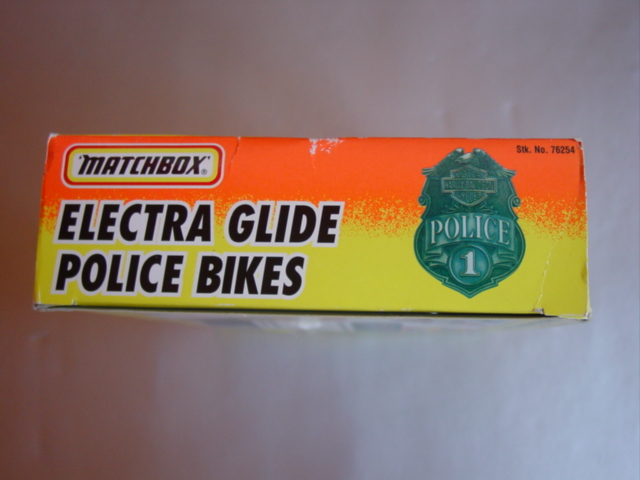 MATCHBOX®
Stk. No. 76254
ELECTRA GLIDE
POLICE BIKES
POLICE
1